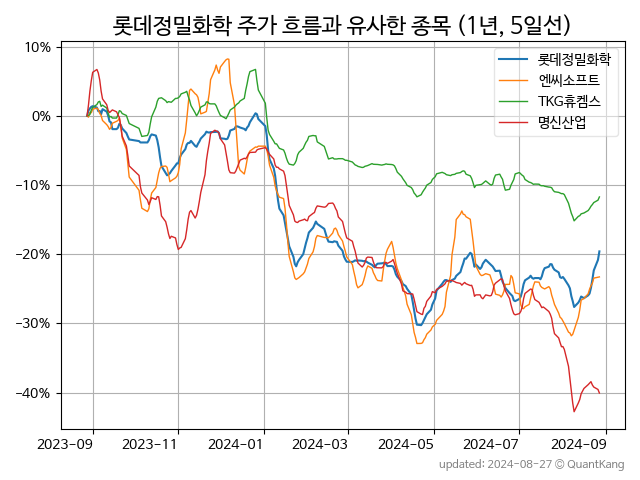 롯데정밀화학 주가 흐름과 유사한 종목 (1년, 5일선)
10%
0%
−10%
−20%
−30%
−40%
롯데정밀화학
엔씨소프트
TKG휴켐스
명신산업
2023-09
2023-11
2024-01
2024-03
2024-05
2024-07
2024-09
updated: 2024-08-27 © QuantKang